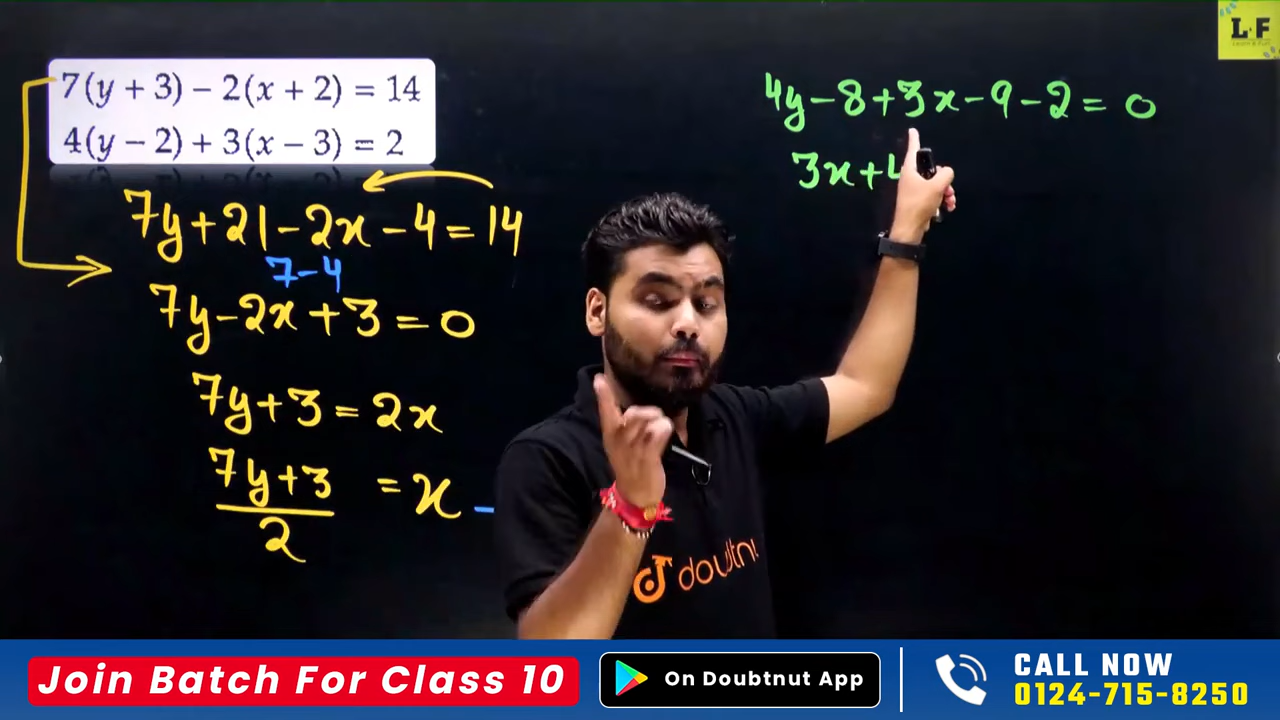 7(y + 3) − 2(x + 2) = 14
4(y − 2) + 3(x − 3) = 2
7y+21-2x-4=14
7-4
7y-2x+3=0
7y+3=2x
7y+3
2
=x
4y-8+3x-9-2=0
3x+4
L.F
doubtn
Join Batch For Class 10
On Doubtnut App
CALL NOW
0124-715-8250